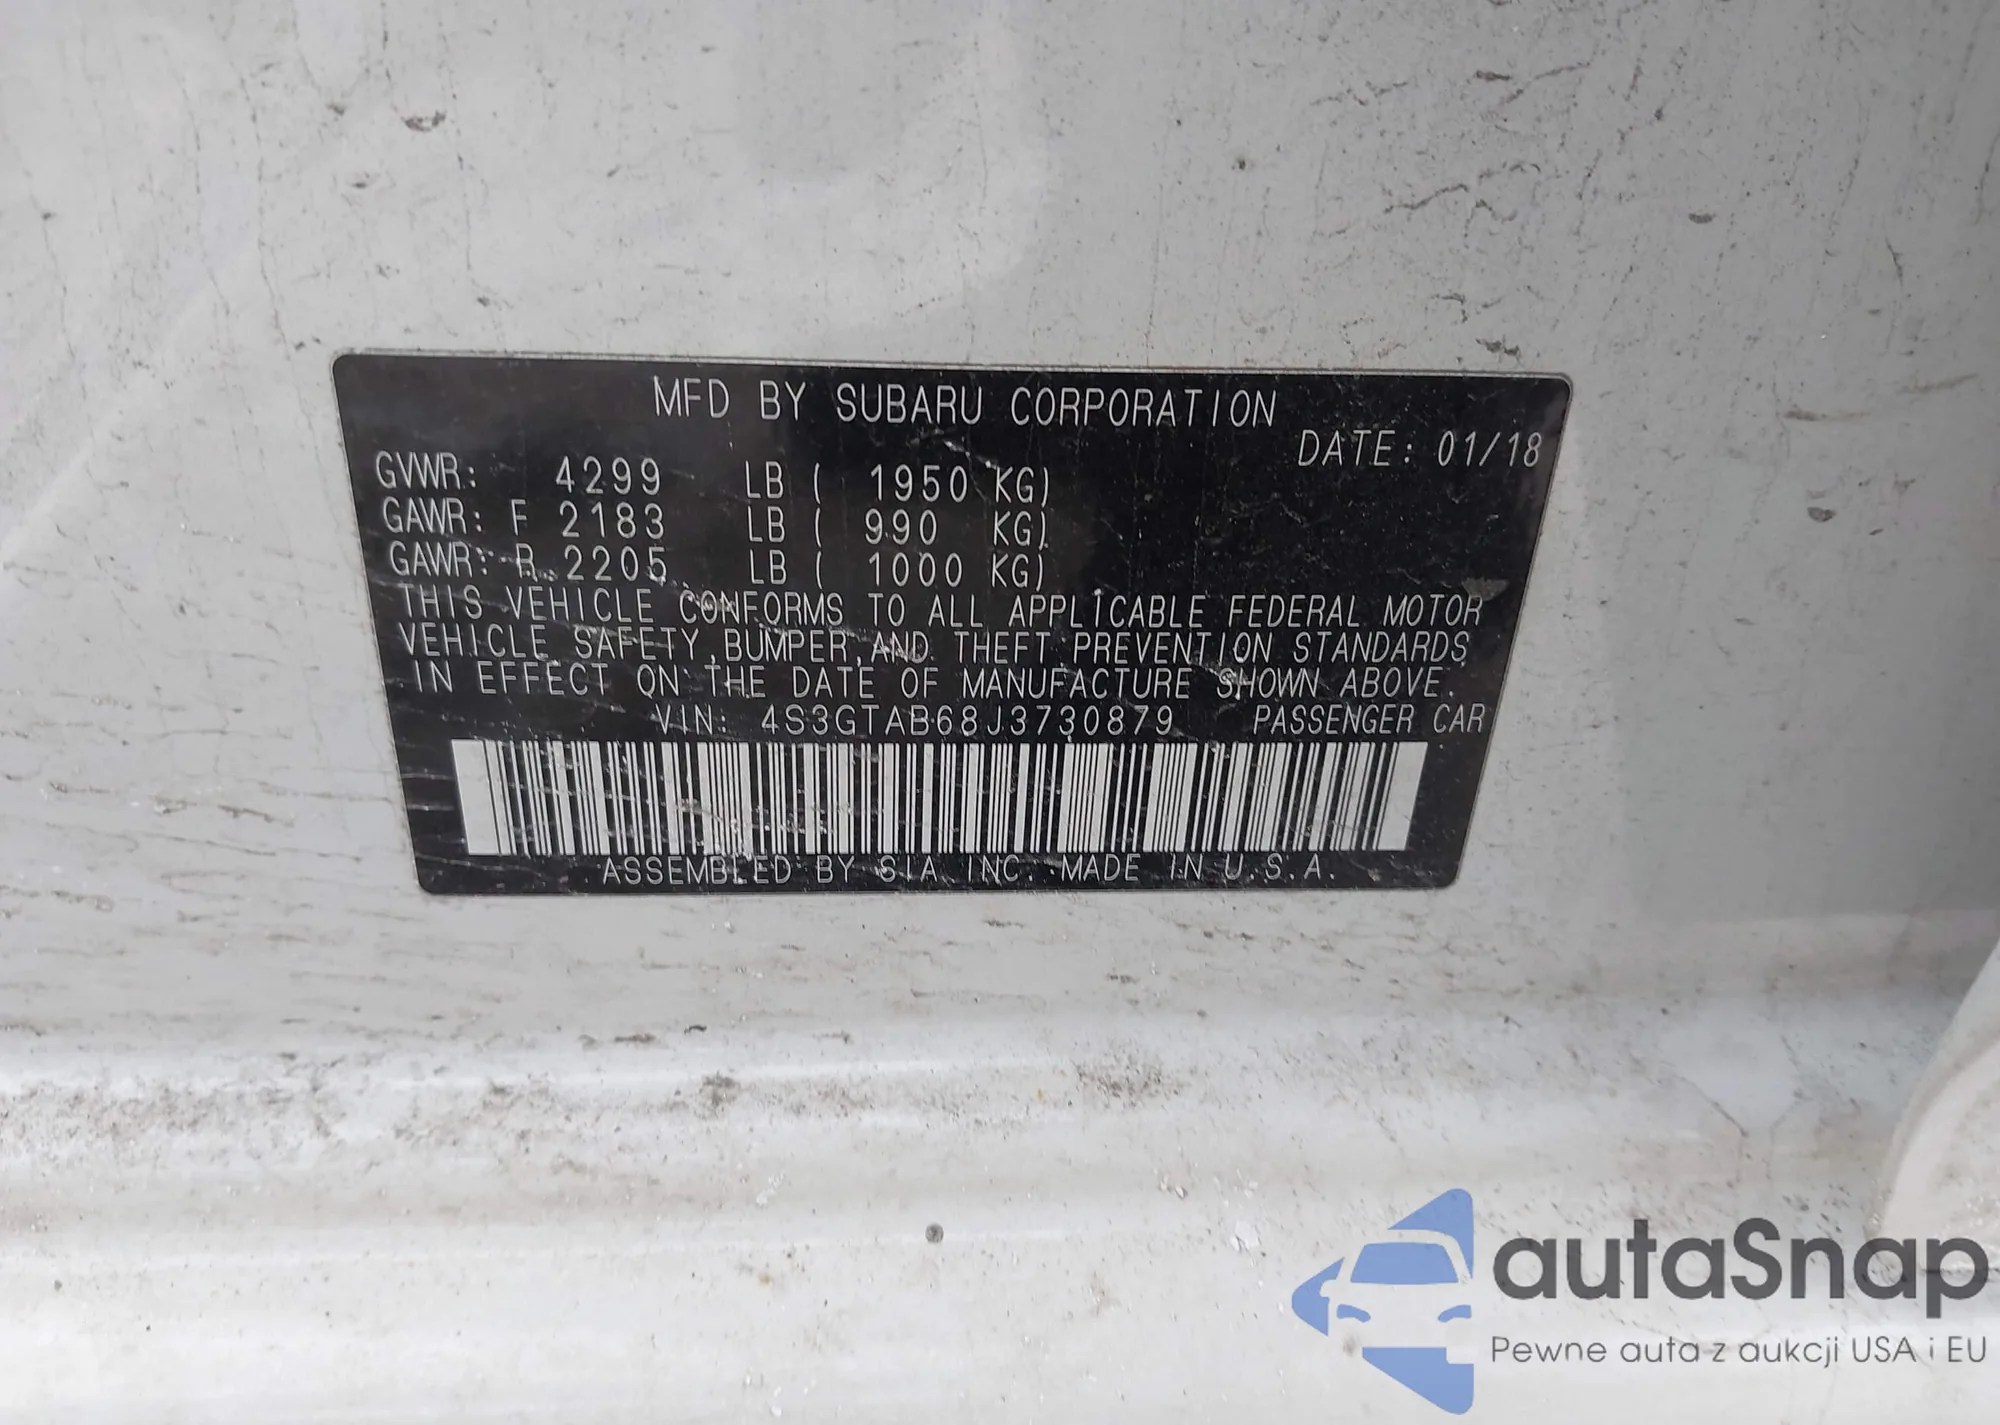 MFD BY SUBARU CORPORATION
DATE: 01/18
GVWR: 4299 LB ( 1950 KG)
GAWR: F 2183 LB ( 990 KG)
GAWR: R 2205 LB ( 1000 KG)
THIS VEHICLE CONFORMS TO ALL APPLICABLE FEDERAL MOTOR
VEHICLE SAFETY, BUMPER, AND THEFT PREVENTION STANDARDS
IN EFFECT ON THE DATE OF MANUFACTURE SHOWN ABOVE.
VIN: 4S3GTAB68J3730879 PASSENGER CAR
ASSEMBLED BY SIA INC. MADE IN U.S.A.
autaSnap
Pewne auta z aukcji USA i EU